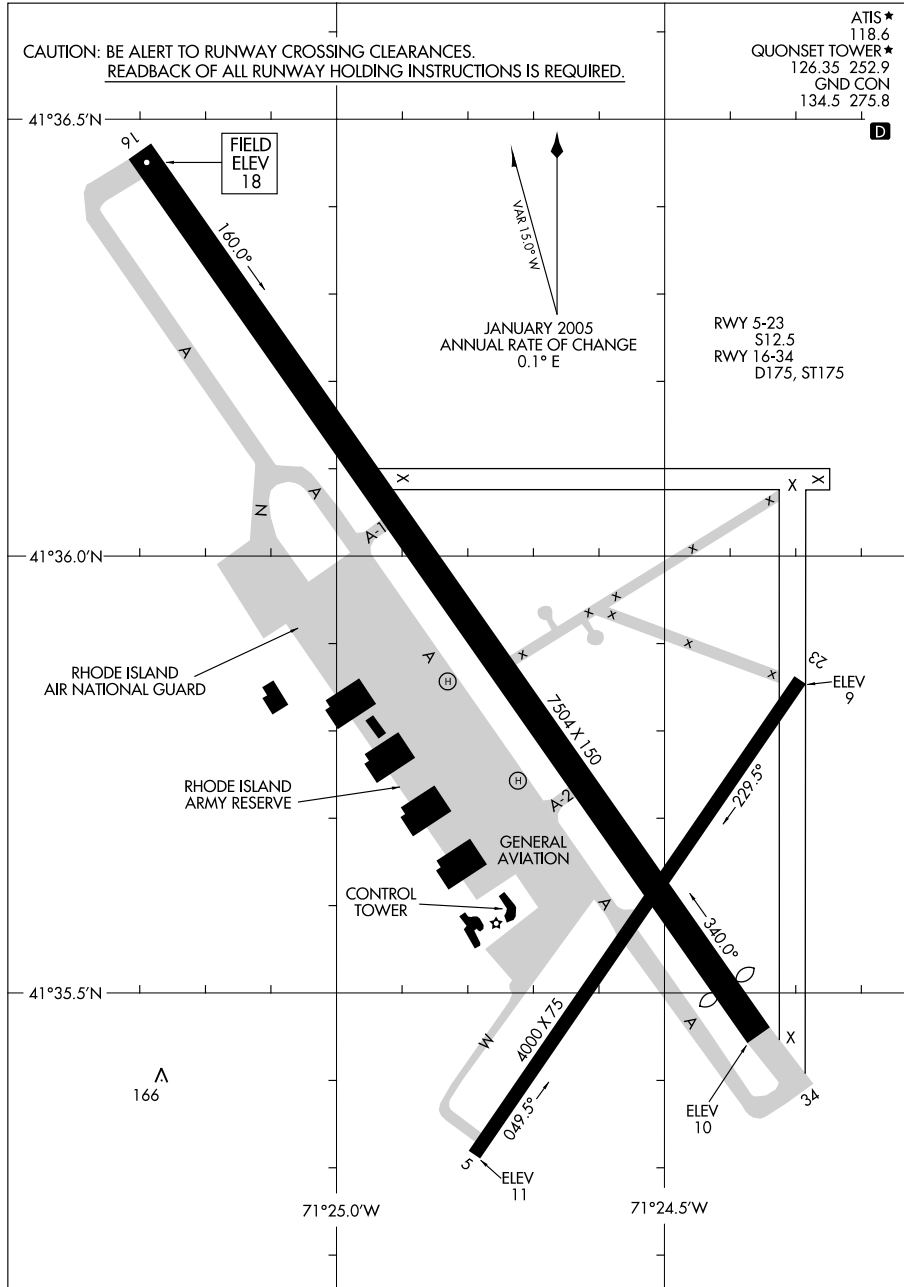 ATIS★
118.6
CAUTION: BE ALERT TO RUNWAY CROSSING CLEARANCES.
READBACK OF ALL RUNWAY HOLDING INSTRUCTIONS IS REQUIRED.
QUONSET TOWER★
126.35 252.9
GND CON
134.5 275.8
D
41°36.5'N
16
FIELD
ELEV
18
160.0°
VAR 15.0° W
JANUARY 2005
ANNUAL RATE OF CHANGE
0.1° E
RWY 5-23
S12.5
RWY 16-34
D175, ST175
A
X
X
X
A
N
A-1
41°36.0'N
x
x
x
x
x
x
x
x
RHODE ISLAND
AIR NATIONAL GUARD
A
H
23
ELEV
9
7504 X 150
RHODE ISLAND
ARMY RESERVE
H
A-2
229.5°
GENERAL
AVIATION
CONTROL
TOWER
A
340.0°
41°35.5'N
4000 X 75
A
W
X
166
049.5°
ELEV
10
34
5
ELEV
11
71°25.0'W
71°24.5'W